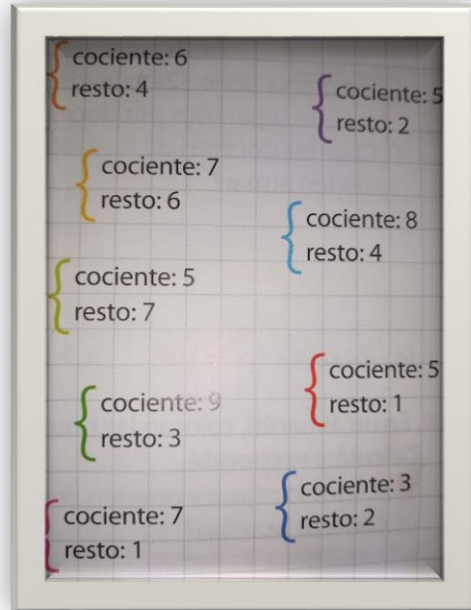 cociente: 6
resto: 4
cociente: 5
resto: 2
cociente: 7
resto: 6
cociente: 8
resto: 4
cociente: 5
resto: 7
cociente: 5
resto: 1
cociente: 9
resto: 3
cociente: 3
resto: 2
cociente: 7
resto: 1